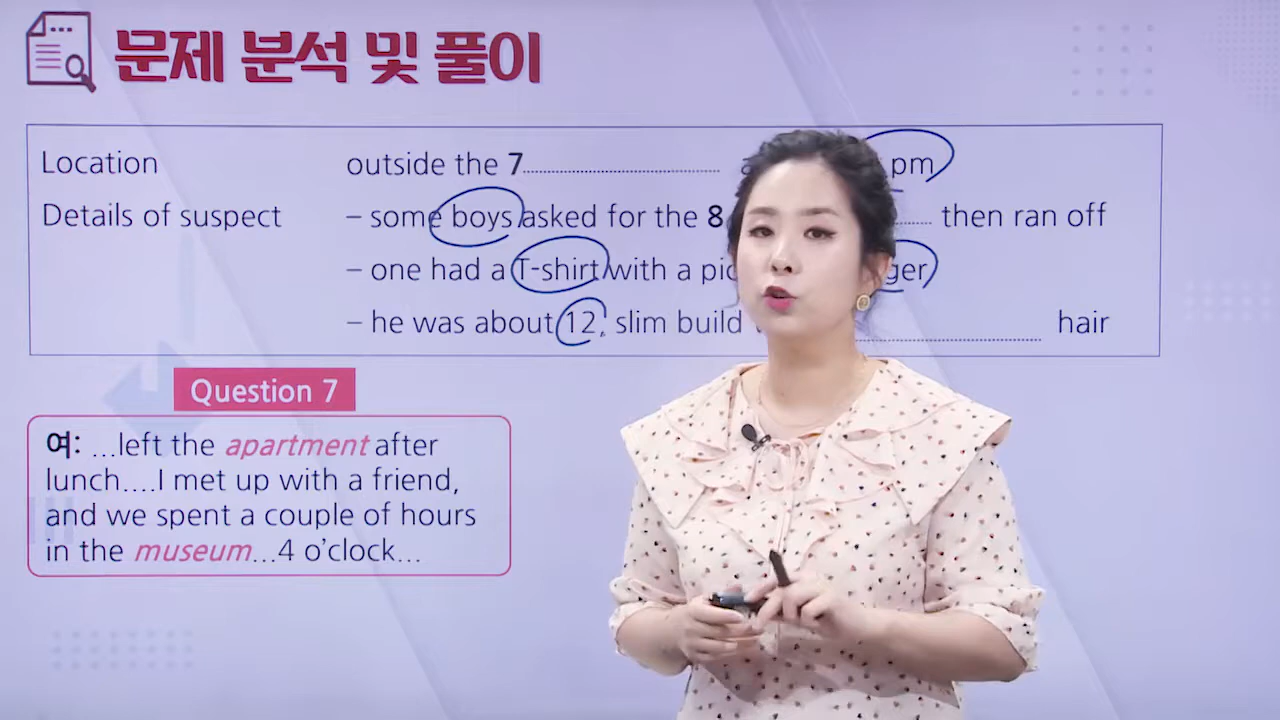 문제 분석 및 풀이
Location outside the 7 pm
Details of suspect – some boys asked for the 8 then ran off
– one had a T-shirt with a
– he was about 12, slim build hair
Question 7
여: ...left the apartment after
lunch....I met up with a friend,
and we spent a couple of hours
in the museum...4 o'clock...